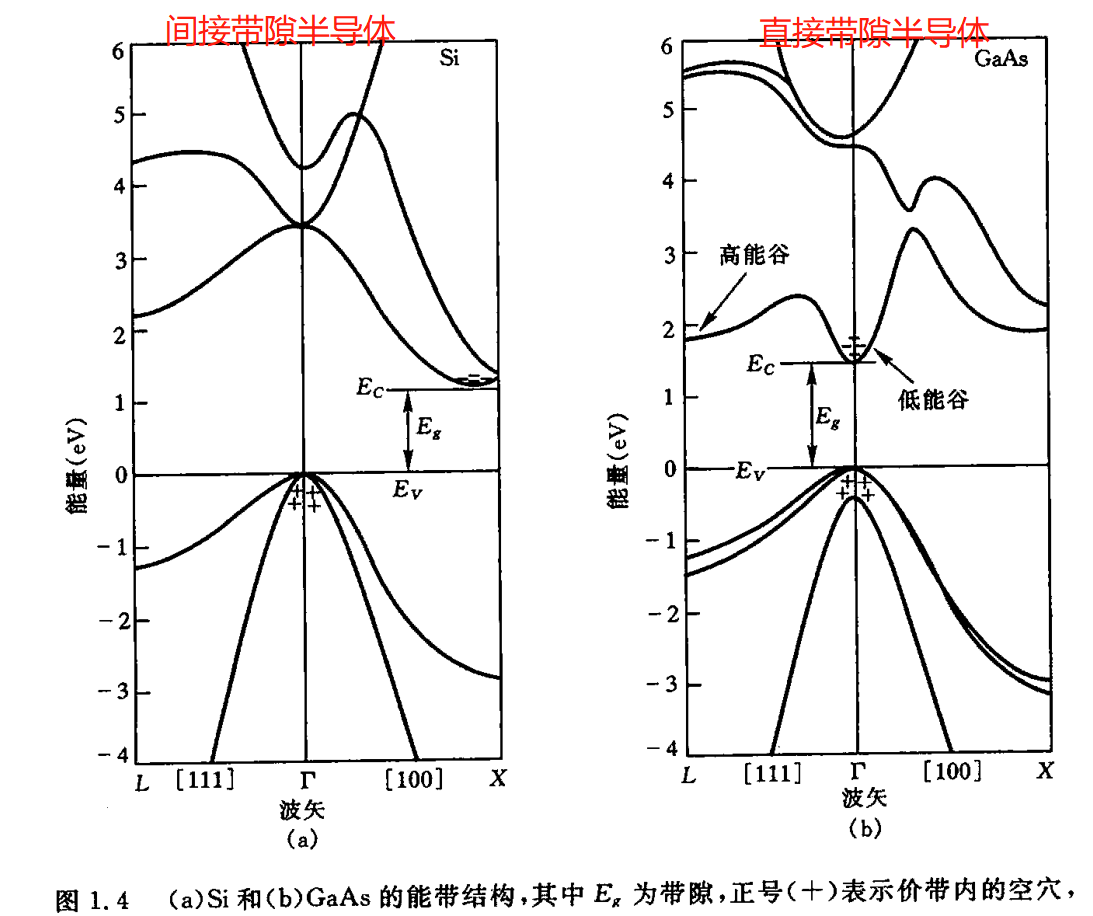 间接带隙半导体
直接带隙半导体
Si
6
5
4
3
2
1
0
-1
-2
-3
-4
能量(eV)
E_C
E_g
E_V
L [111] Γ [100] X
波矢
(a)
GaAs
6
5
4
3
2
1
0
-1
-2
-3
-4
能量(eV)
高能谷
低能谷
E_C
E_g
E_V
L [111] Γ [100] X
波矢
(b)
图 1.4 (a)Si 和(b)GaAs 的能带结构,其中 E_g 为带隙,正号(+)表示价带内的空穴,